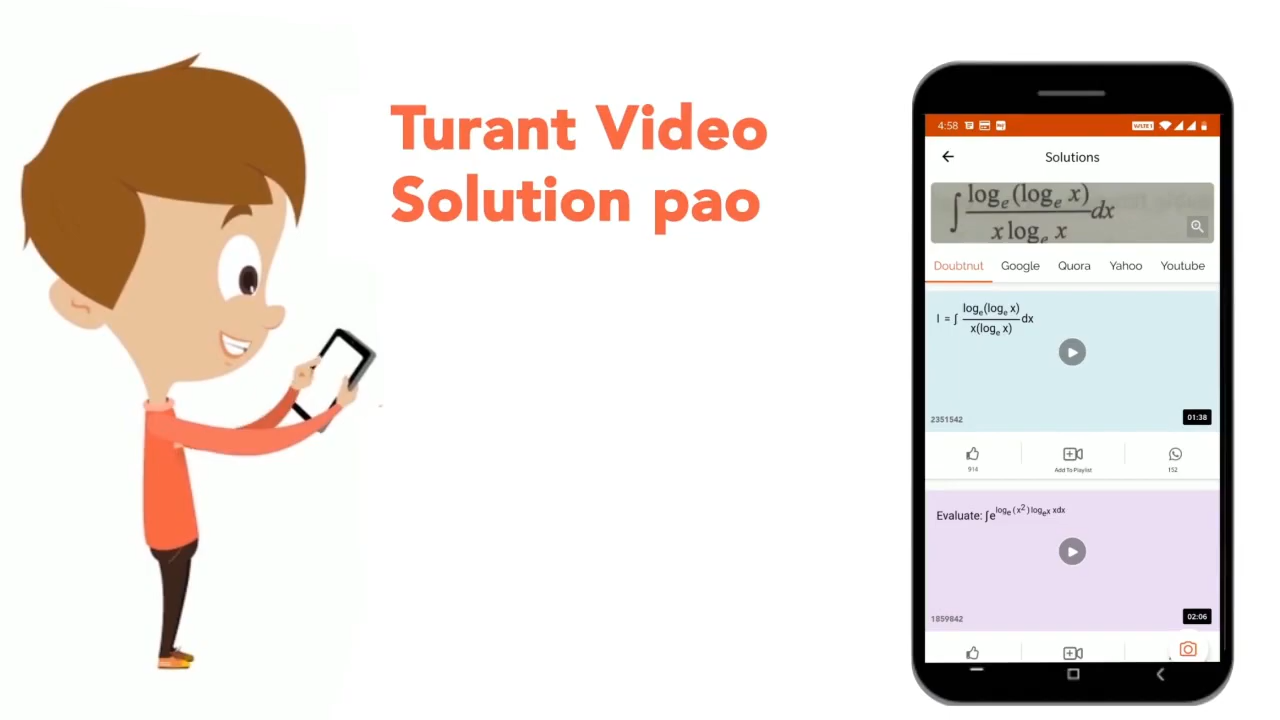 Turant Video
Solution pao
4:58
VoLTE1
Solutions
∫ logₑ(logₑ x) / x logₑ x dx
Doubtnut Google Quora Yahoo Youtube
I = ∫ logₑ(logₑ x) / x(logₑ x) dx
2351542 01:38
914 Add To Playlist 152
Evaluate: ∫e^logₑ(x²)logₑx xdx
1859842 02:06